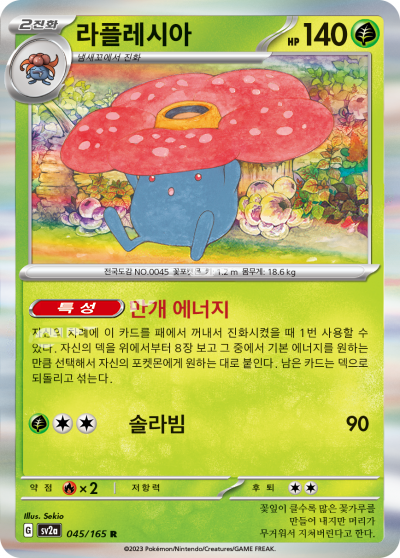 2진화 라플레시아 HP 140
냄새꼬에서 진화
전국도감 NO.0045 꽃포켓몬 키 1.2 m 몸무게: 18.6 kg
특성 만개 에너지
자신의 차례에 이 카드를 패에서 꺼내서 진화시켰을 때 1번 사용할 수
있다. 자신의 덱을 위에서부터 8장 보고 그 중에서 기본 에너지를 원하는
만큼 선택해서 자신의 포켓몬에게 원하는 대로 붙인다. 남은 카드는 덱으로
되돌리고 섞는다.
솔라빔 90
약점 ×2 저항력 후퇴
Illus. Sekio
G sv2a 045/165 R
꽃잎이 클수록 많은 꽃가루를
만들어 내지만 머리가
무거워져서 지쳐버린다고 한다.
©2023 Pokémon/Nintendo/Creatures/GAME FREAK.